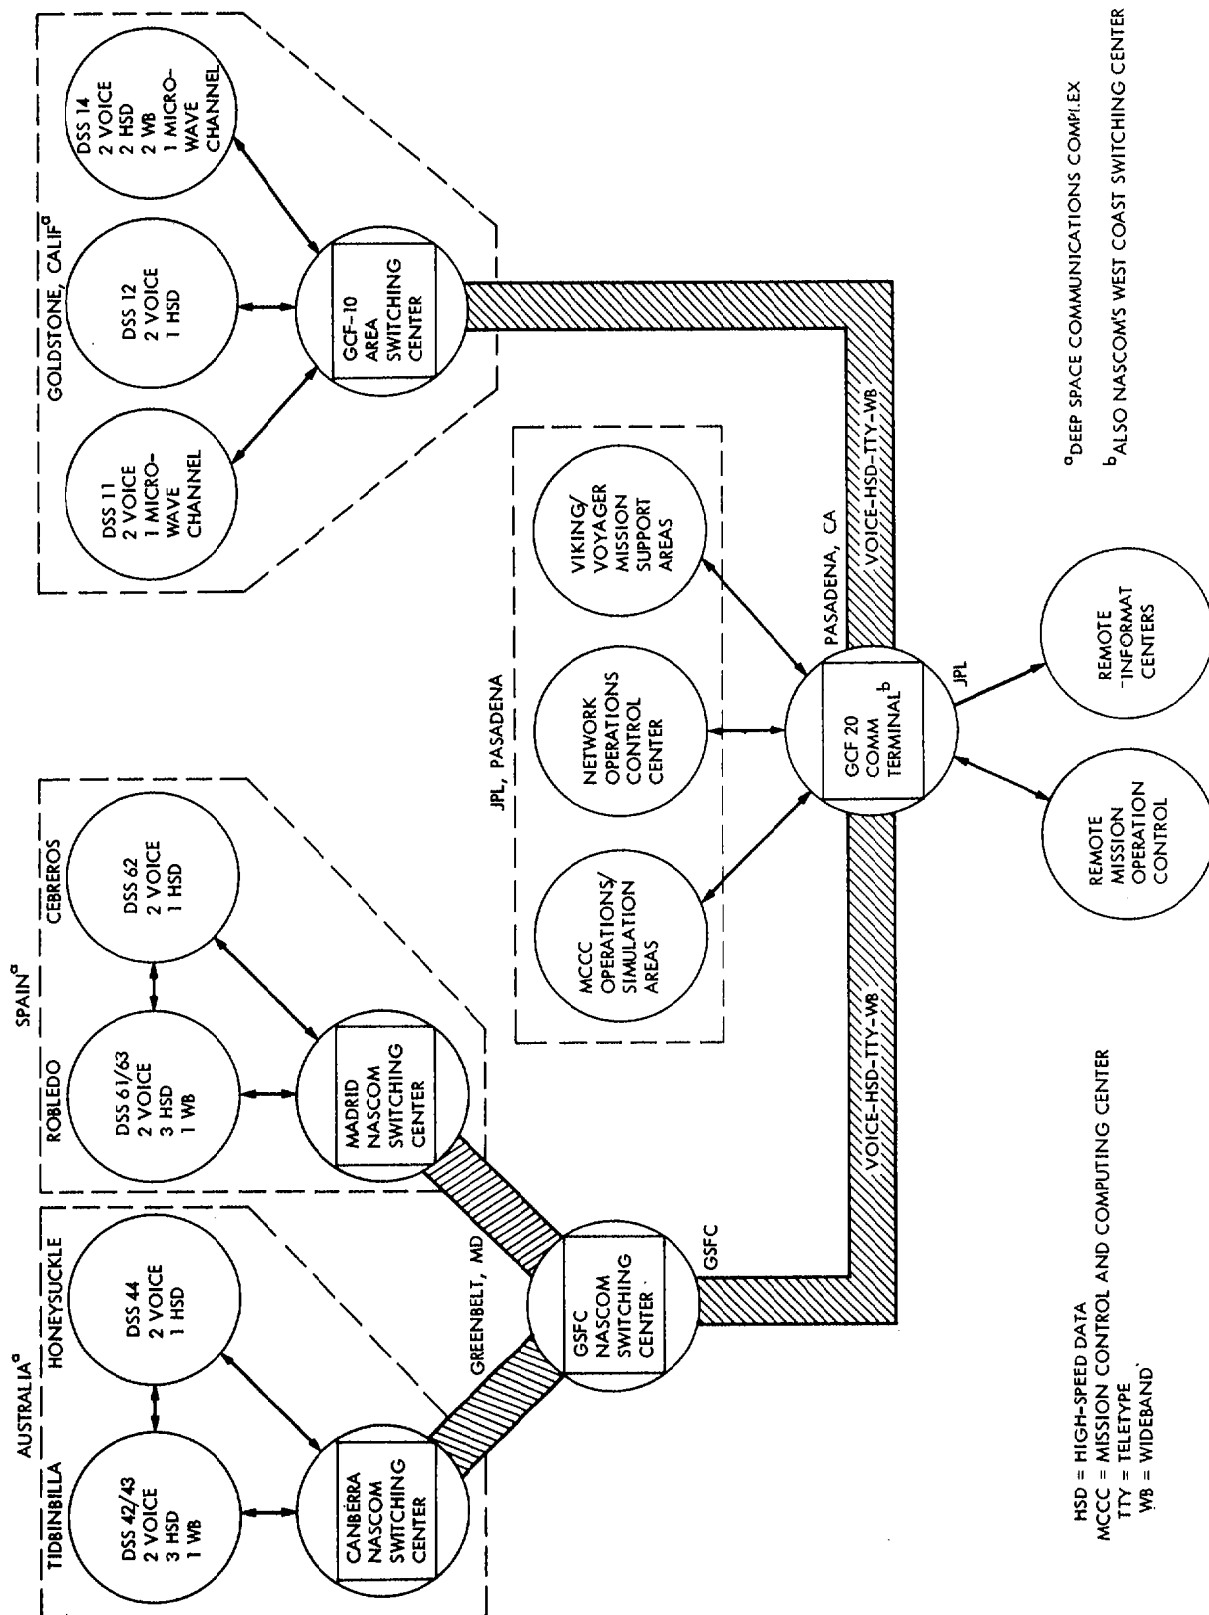 AUSTRALIAª
TIDBINBILLA
HONEYSUCKLE
DSS 42/43
2 VOICE
3 HSD
1 WB
DSS 44
2 VOICE
1 HSD
CANBERRA
NASCOM
SWITCHING
CENTER
SPAINª
ROBLEDO
CEBREROS
DSS 61/63
2 VOICE
3 HSD
1 WB
DSS 62
2 VOICE
1 HSD
MADRID
NASCOM
SWITCHING
CENTER
GOLDSTONE, CALIFª
DSS 11
2 VOICE
1 MICRO-
WAVE
CHANNEL
DSS 12
2 VOICE
1 HSD
DSS 14
2 VOICE
2 HSD
2 WB
1 MICRO-
WAVE
CHANNEL
GCF-10
AREA
SWITCHING
CENTER
GREENBELT, MD
GSFC
NASCOM
SWITCHING
CENTER
GSFC
JPL, PASADENA
MCCC
OPERATIONS/
SIMULATION
AREAS
NETWORK
OPERATIONS
CONTROL
CENTER
VIKING/
VOYAGER
MISSION
SUPPORT
AREAS
VOICE-HSD-TTY-WB
PASADENA, CA
VOICE-HSD-TTY-WB
GCF 20
COMM
TERMINALᵇ
JPL
REMOTE
MISSION
OPERATION
CONTROL
REMOTE
INFORMAT
CENTERS
HSD = HIGH-SPEED DATA
MCCC = MISSION CONTROL AND COMPUTING CENTER
TTY = TELETYPE
WB = WIDEBAND
ªDEEP SPACE COMMUNICATIONS COMPLEX
ᵇALSO NASCOM'S WEST COAST SWITCHING CENTER